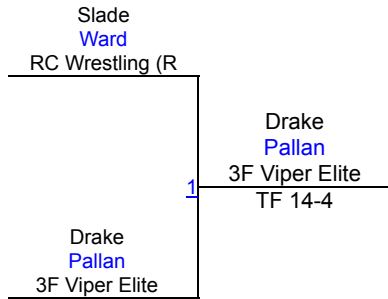 Slade
Ward
RC Wrestling (R
Drake
Pallan
3F Viper Elite
TF 14-4
1
Drake
Pallan
3F Viper Elite